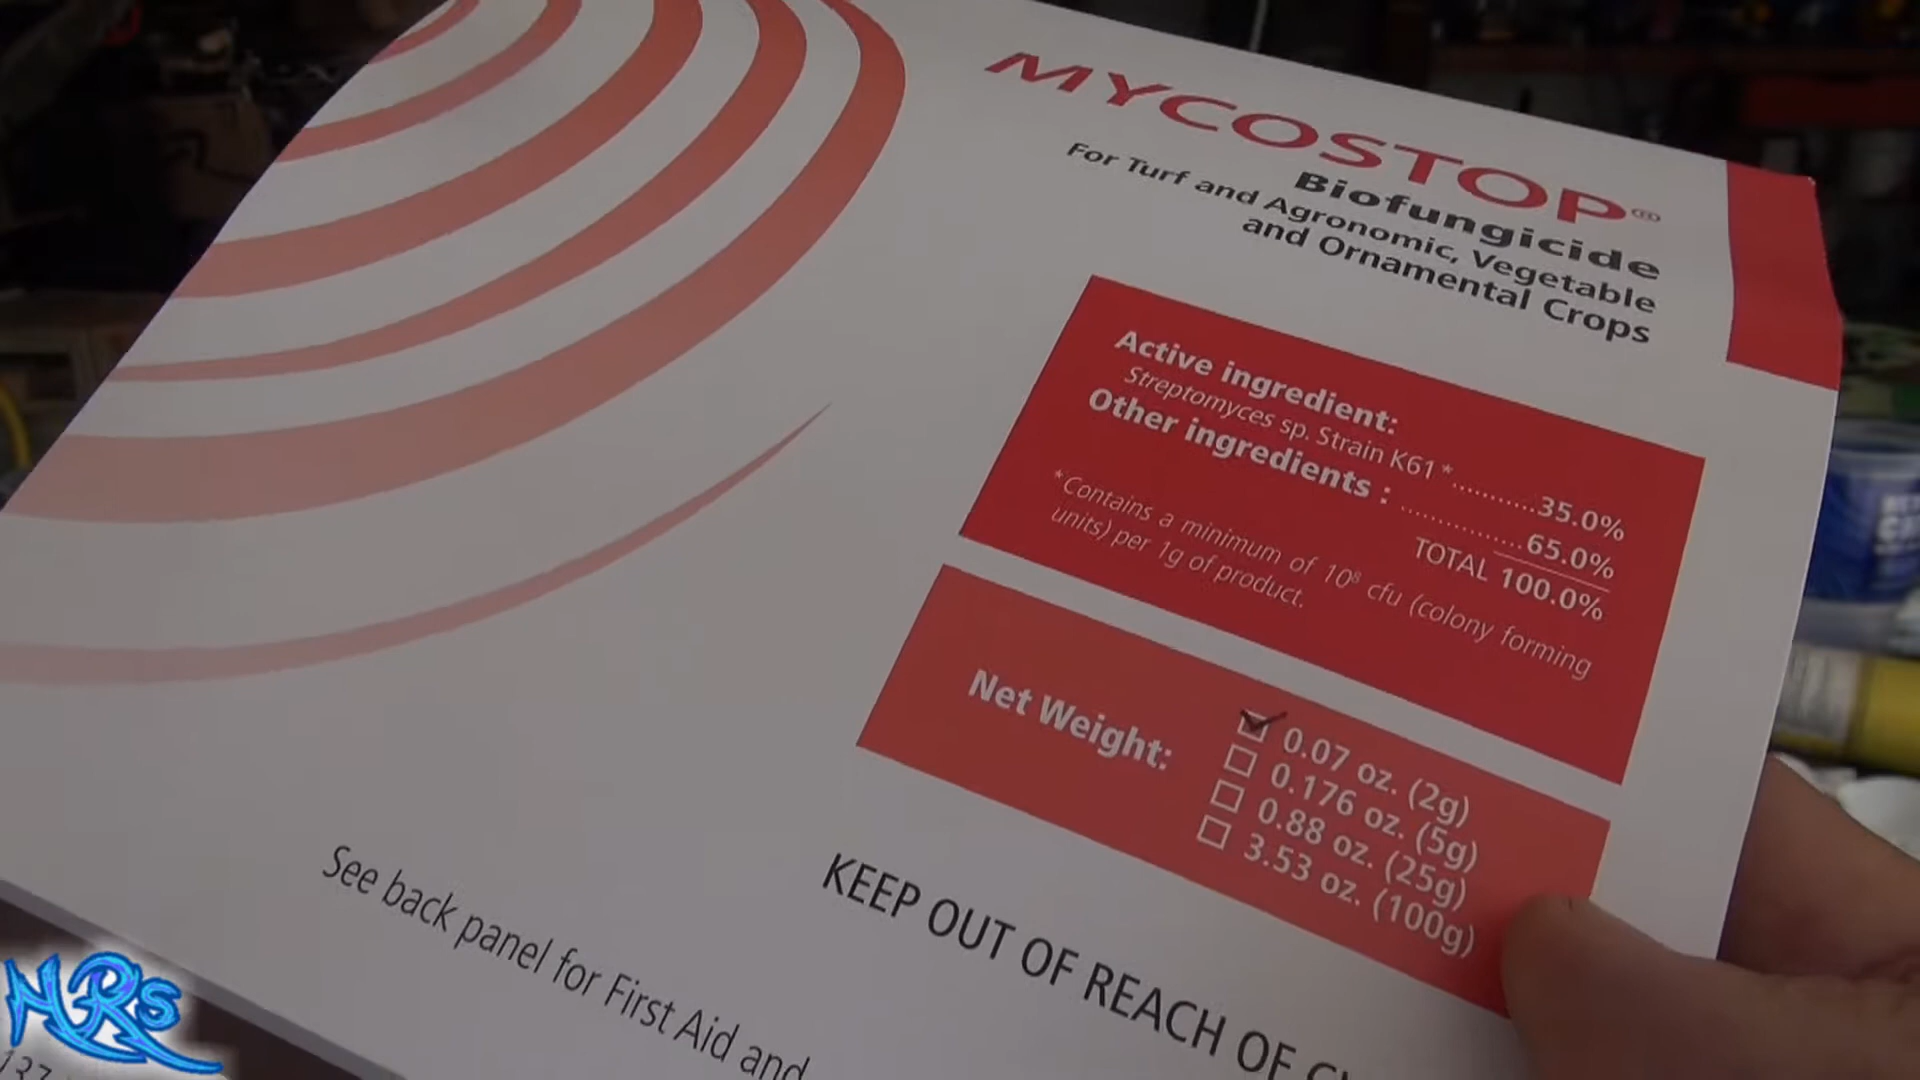 MYCOSTOP®
Biofungicide
For Turf and Agronomic, Vegetable
and Ornamental Crops
Active ingredient:
Streptomyces sp. Strain K61*...........35.0%
Other ingredients :..............65.0%
TOTAL 100.0%
*Contains a minimum of 10⁸ cfu (colony forming
units) per 1g of product.
Net Weight:
0.07 oz. (2g)
0.176 oz. (5g)
0.88 oz. (25g)
3.53 oz. (100g)
KEEP OUT OF REACH OF
See back panel for First Aid and
NRS